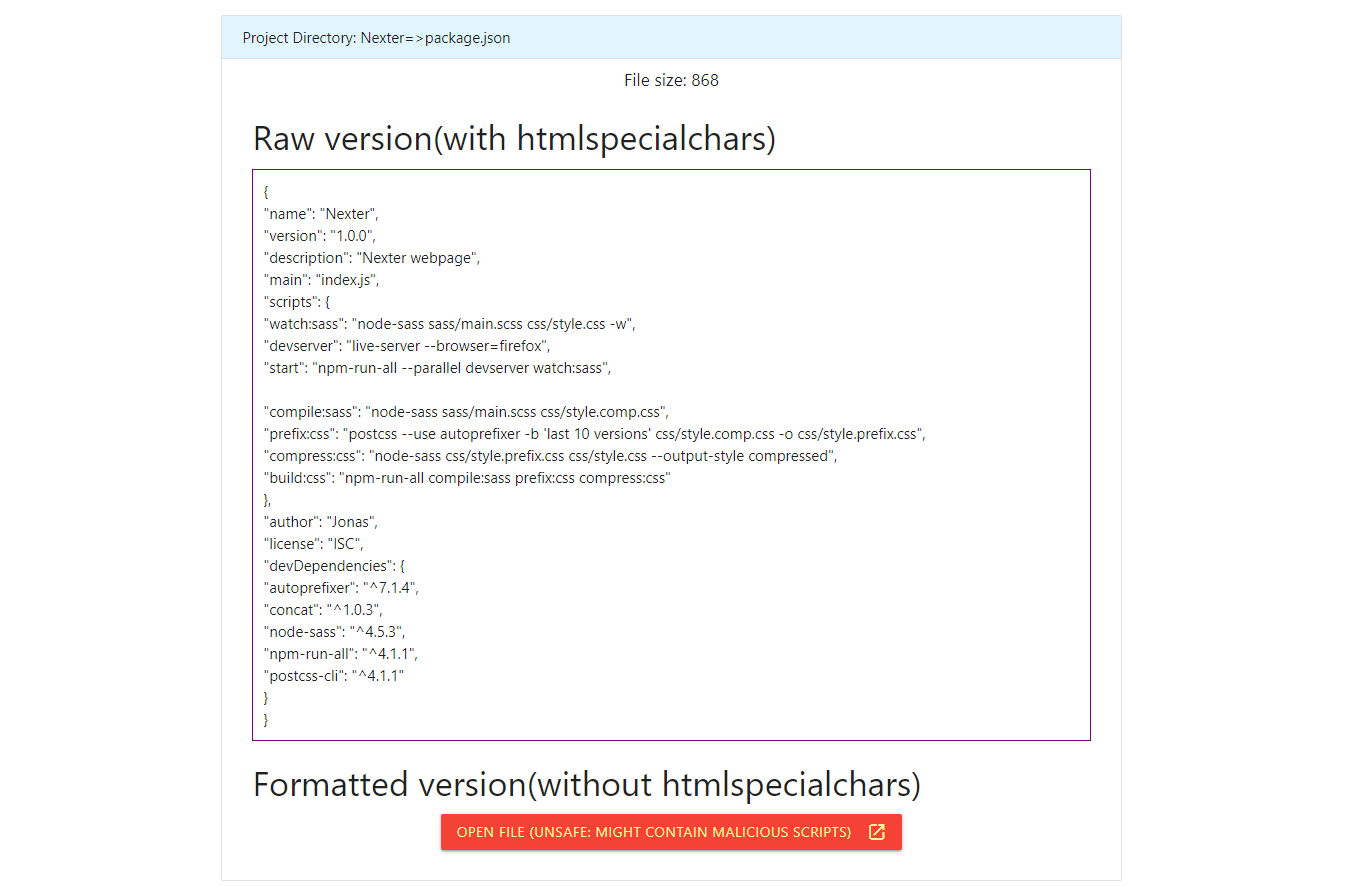 Project Directory: Nexter=>package.json
File size: 868
Raw version(with htmlspecialchars)
{
"name": "Nexter",
"version": "1.0.0",
"description": "Nexter webpage",
"main": "index.js",
"scripts": {
"watch:sass": "node-sass sass/main.scss css/style.css -w",
"devserver": "live-server --browser=firefox",
"start": "npm-run-all --parallel devserver watch:sass",
"compile:sass": "node-sass sass/main.scss css/style.comp.css",
"prefix:css": "postcss --use autoprefixer -b 'last 10 versions' css/style.comp.css -o css/style.prefix.css",
"compress:css": "node-sass css/style.prefix.css css/style.css --output-style compressed",
"build:css": "npm-run-all compile:sass prefix:css compress:css"
},
"author": "Jonas",
"license": "ISC",
"devDependencies": {
"autoprefixer": "^7.1.4",
"concat": "^1.0.3",
"node-sass": "^4.5.3",
"npm-run-all": "^4.1.1",
"postcss-cli": "^4.1.1"
}
}
Formatted version(without htmlspecialchars)
OPEN FILE (UNSAFE: MIGHT CONTAIN MALICIOUS SCRIPTS)